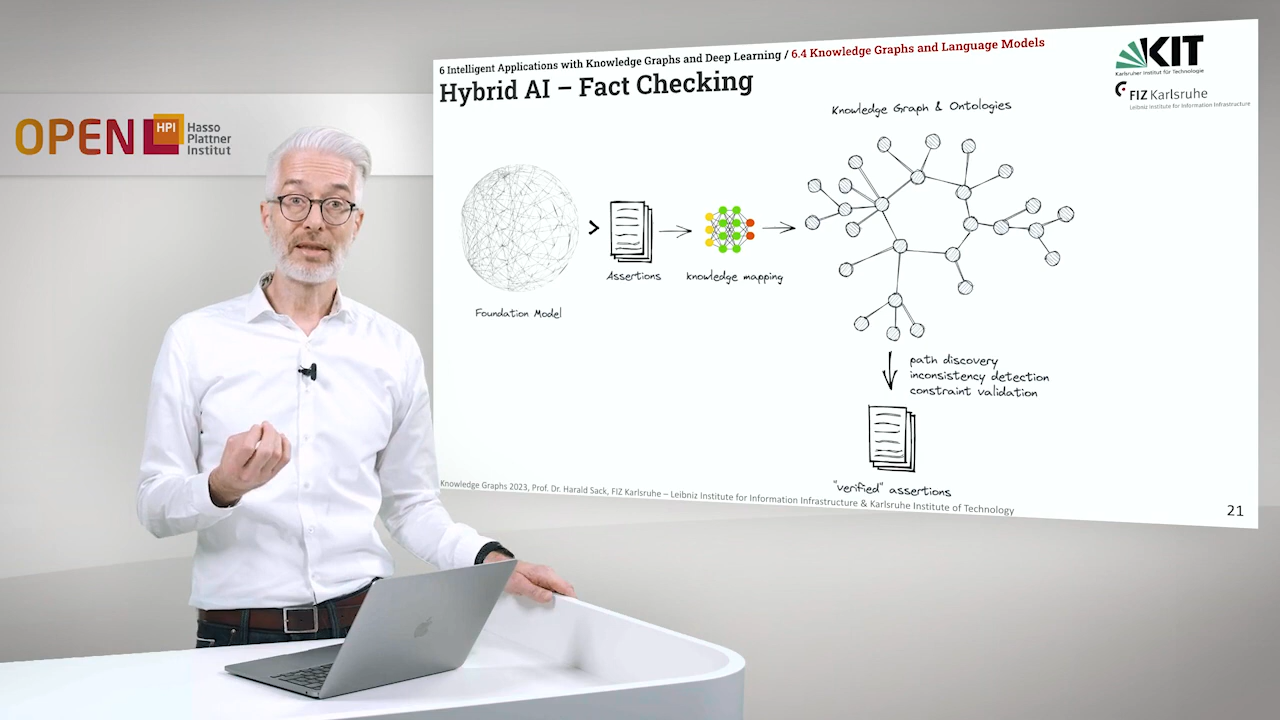 OPEN HPI Hasso
Plattner
Institut
6 Intelligent Applications with Knowledge Graphs and Deep Learning / 6.4 Knowledge Graphs and Language Models
Hybrid AI – Fact Checking
KIT
Karlsruher Institut für Technologie
FIZ Karlsruhe
Leibniz Institute for Information Infrastructure
Knowledge Graph & Ontologies
>
Assertions
knowledge mapping
Foundation Model
path discovery
inconsistency detection
constraint validation
"verified" assertions
Knowledge Graphs 2023, Prof. Dr. Harald Sack, FIZ Karlsruhe – Leibniz Institute for Information Infrastructure & Karlsruhe Institute of Technology
21